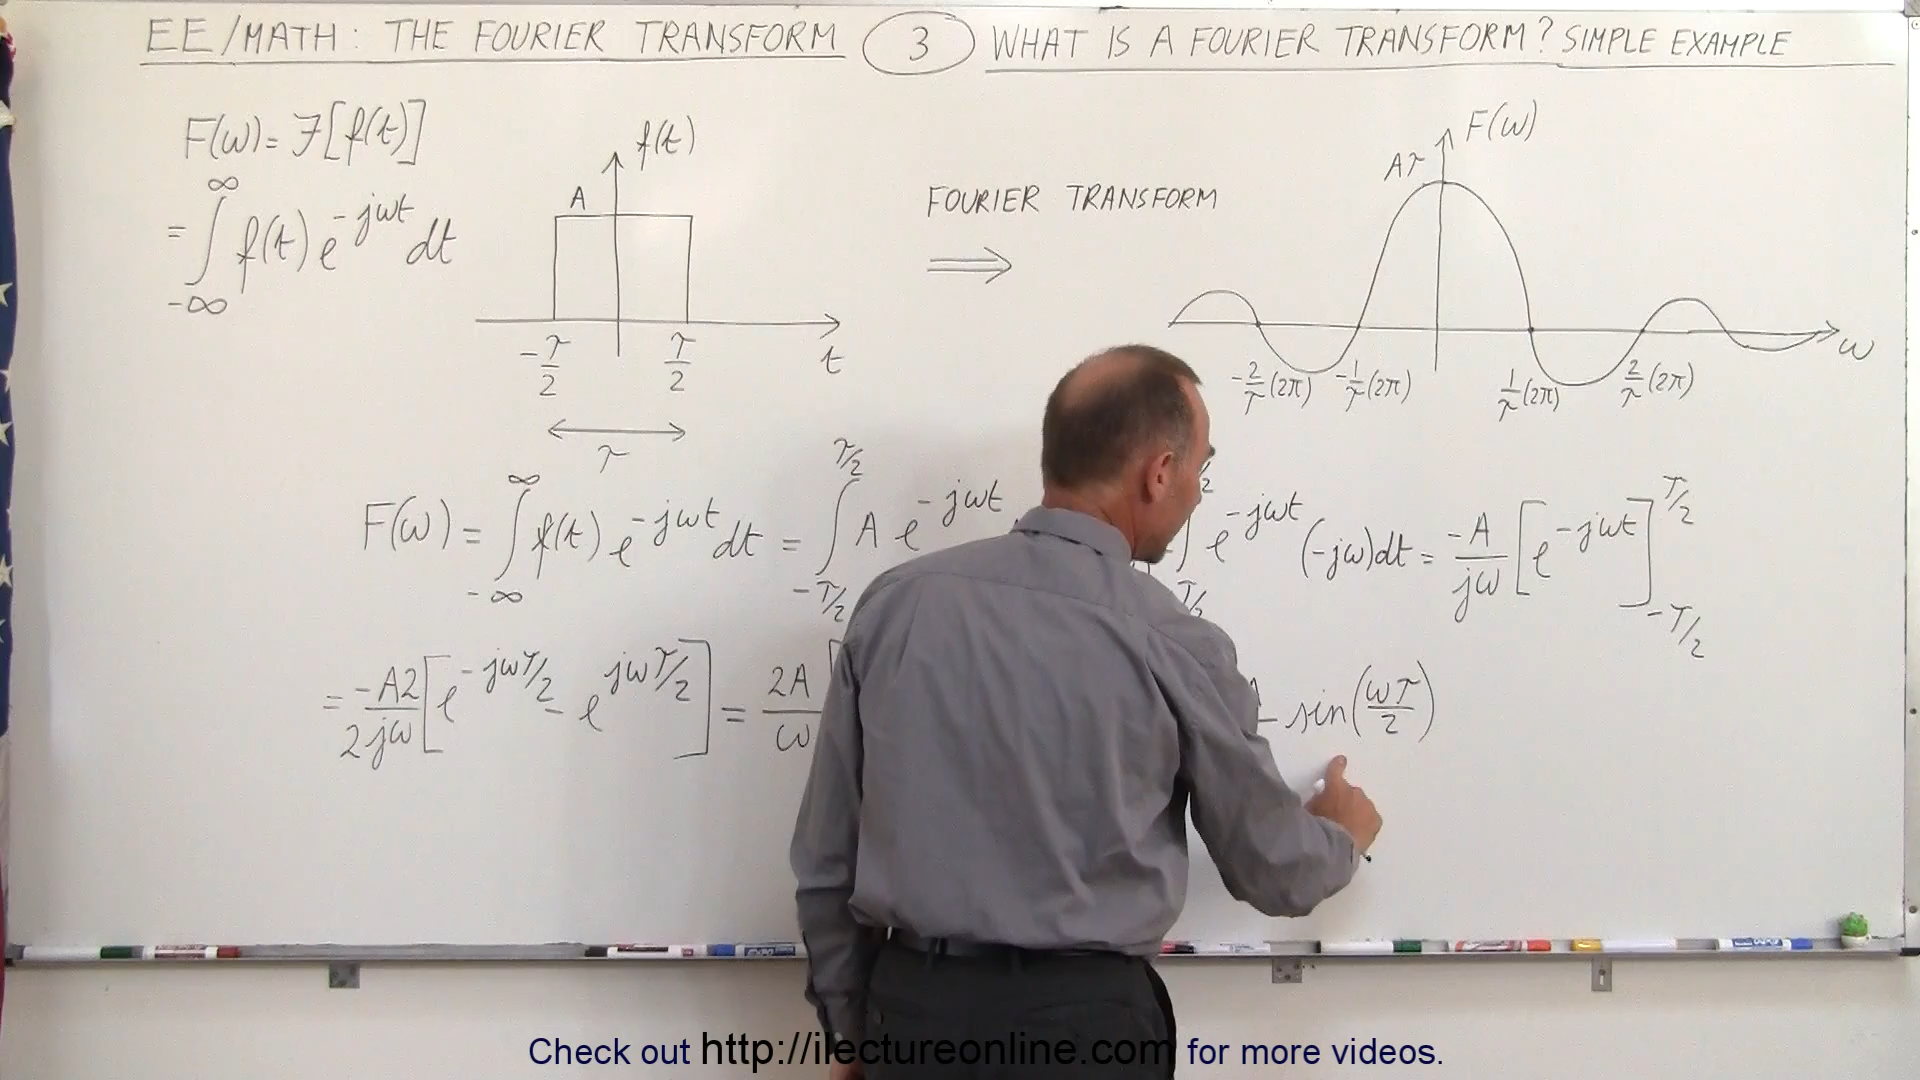 EE/MATH: THE FOURIER TRANSFORM 3 WHAT IS A FOURIER TRANSFORM? SIMPLE EXAMPLE
F(ω) = ℱ[f(t)]
= ∫_{-∞}^{∞} f(t) e^{-jωt} dt
f(t)
A
-τ/2
τ/2
t
τ
FOURIER TRANSFORM
⇒
F(ω)
Aτ
ω
-2/τ(2π)
-1/τ(2π)
1/τ(2π)
2/τ(2π)
F(ω) = ∫_{-∞}^{∞} f(t) e^{-jωt} dt = ∫_{-τ/2}^{τ/2} A e^{-jωt}
e^{-jωt} (-jω)dt = -A/jω [e^{-jωt}]_{-τ/2}^{τ/2}
= -A2/2jω [e^{-jωτ/2} - e^{jωτ/2}] = 2A/ω [
sin(ωτ/2)
Check out http://ilectureonline.com for more videos.